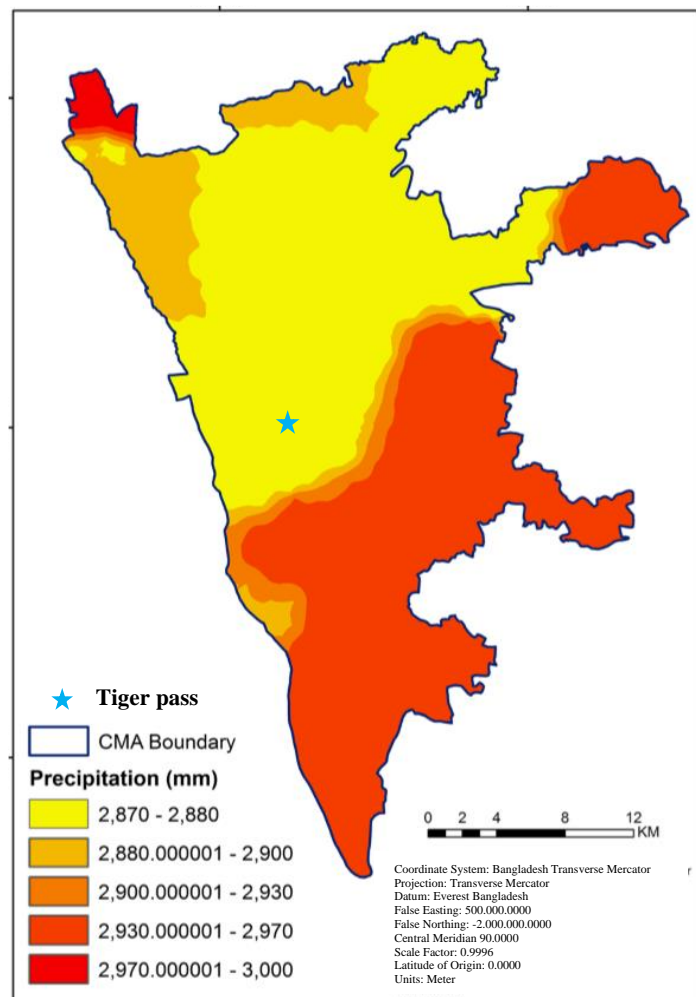 Tiger pass
CMA Boundary
Precipitation (mm)
2,870 - 2,880
2,880.000001 - 2,900
2,900.000001 - 2,930
2,930.000001 - 2,970
2,970.000001 - 3,000
0 2 4 8 12
KM
Coordinate System: Bangladesh Transverse Mercator
Projection: Transverse Mercator
Datum: Everest Bangladesh
False Easting: 500.000.0000
False Northing: -2.000.000.0000
Central Meridian 90.0000
Scale Factor: 0.9996
Latitude of Origin: 0.0000
Units: Meter
r